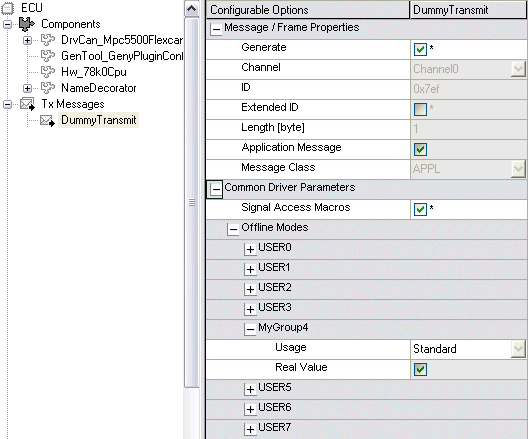 ECU
Components
DrvCan_Mpc5500Flexcan
GenTool_GenyPluginConf
Hw_78k0Cpu
NameDecorator
Tx Messages
DummyTransmit
Configurable Options DummyTransmit
Message / Frame Properties
Generate *
Channel Channel0
ID 0x7ef
Extended ID *
Length [byte] 1
Application Message
Message Class APPL
Common Driver Parameters
Signal Access Macros *
Offline Modes
USER0
USER1
USER2
USER3
MyGroup4
Usage Standard
Real Value
USER5
USER6
USER7